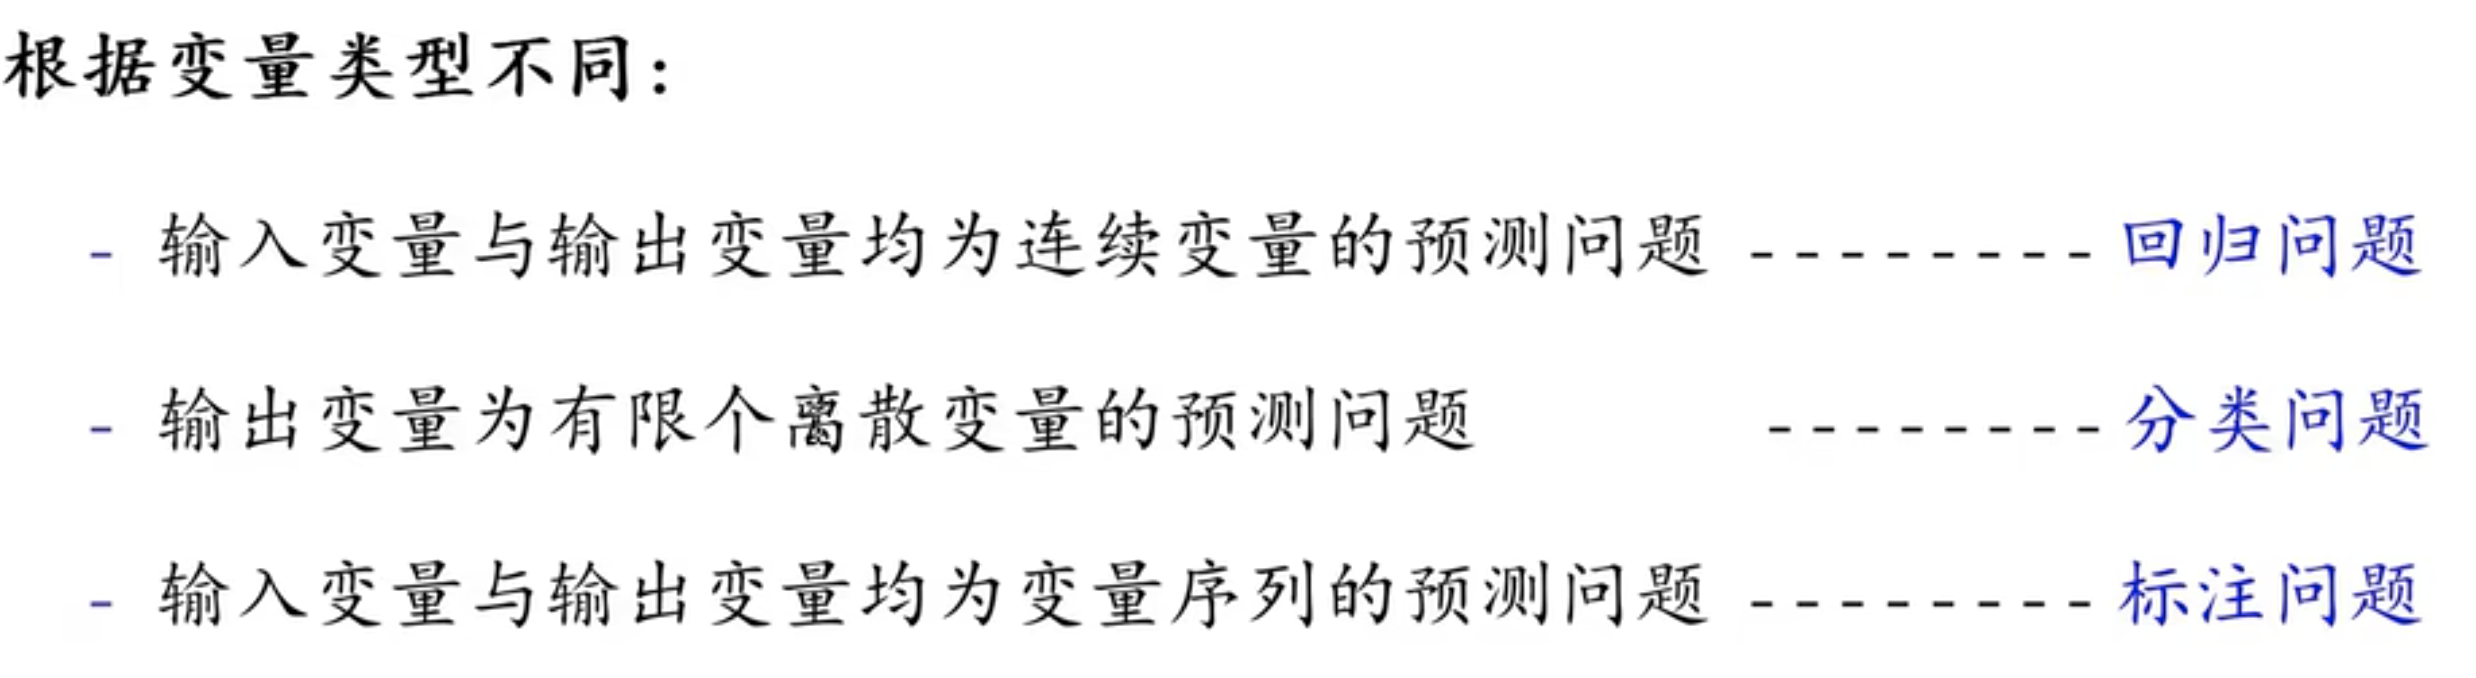 根据变量类型不同：
- 输入变量与输出变量均为连续变量的预测问题 -------- 回归问题
- 输出变量为有限个离散变量的预测问题 -------- 分类问题
- 输入变量与输出变量均为变量序列的预测问题 -------- 标注问题